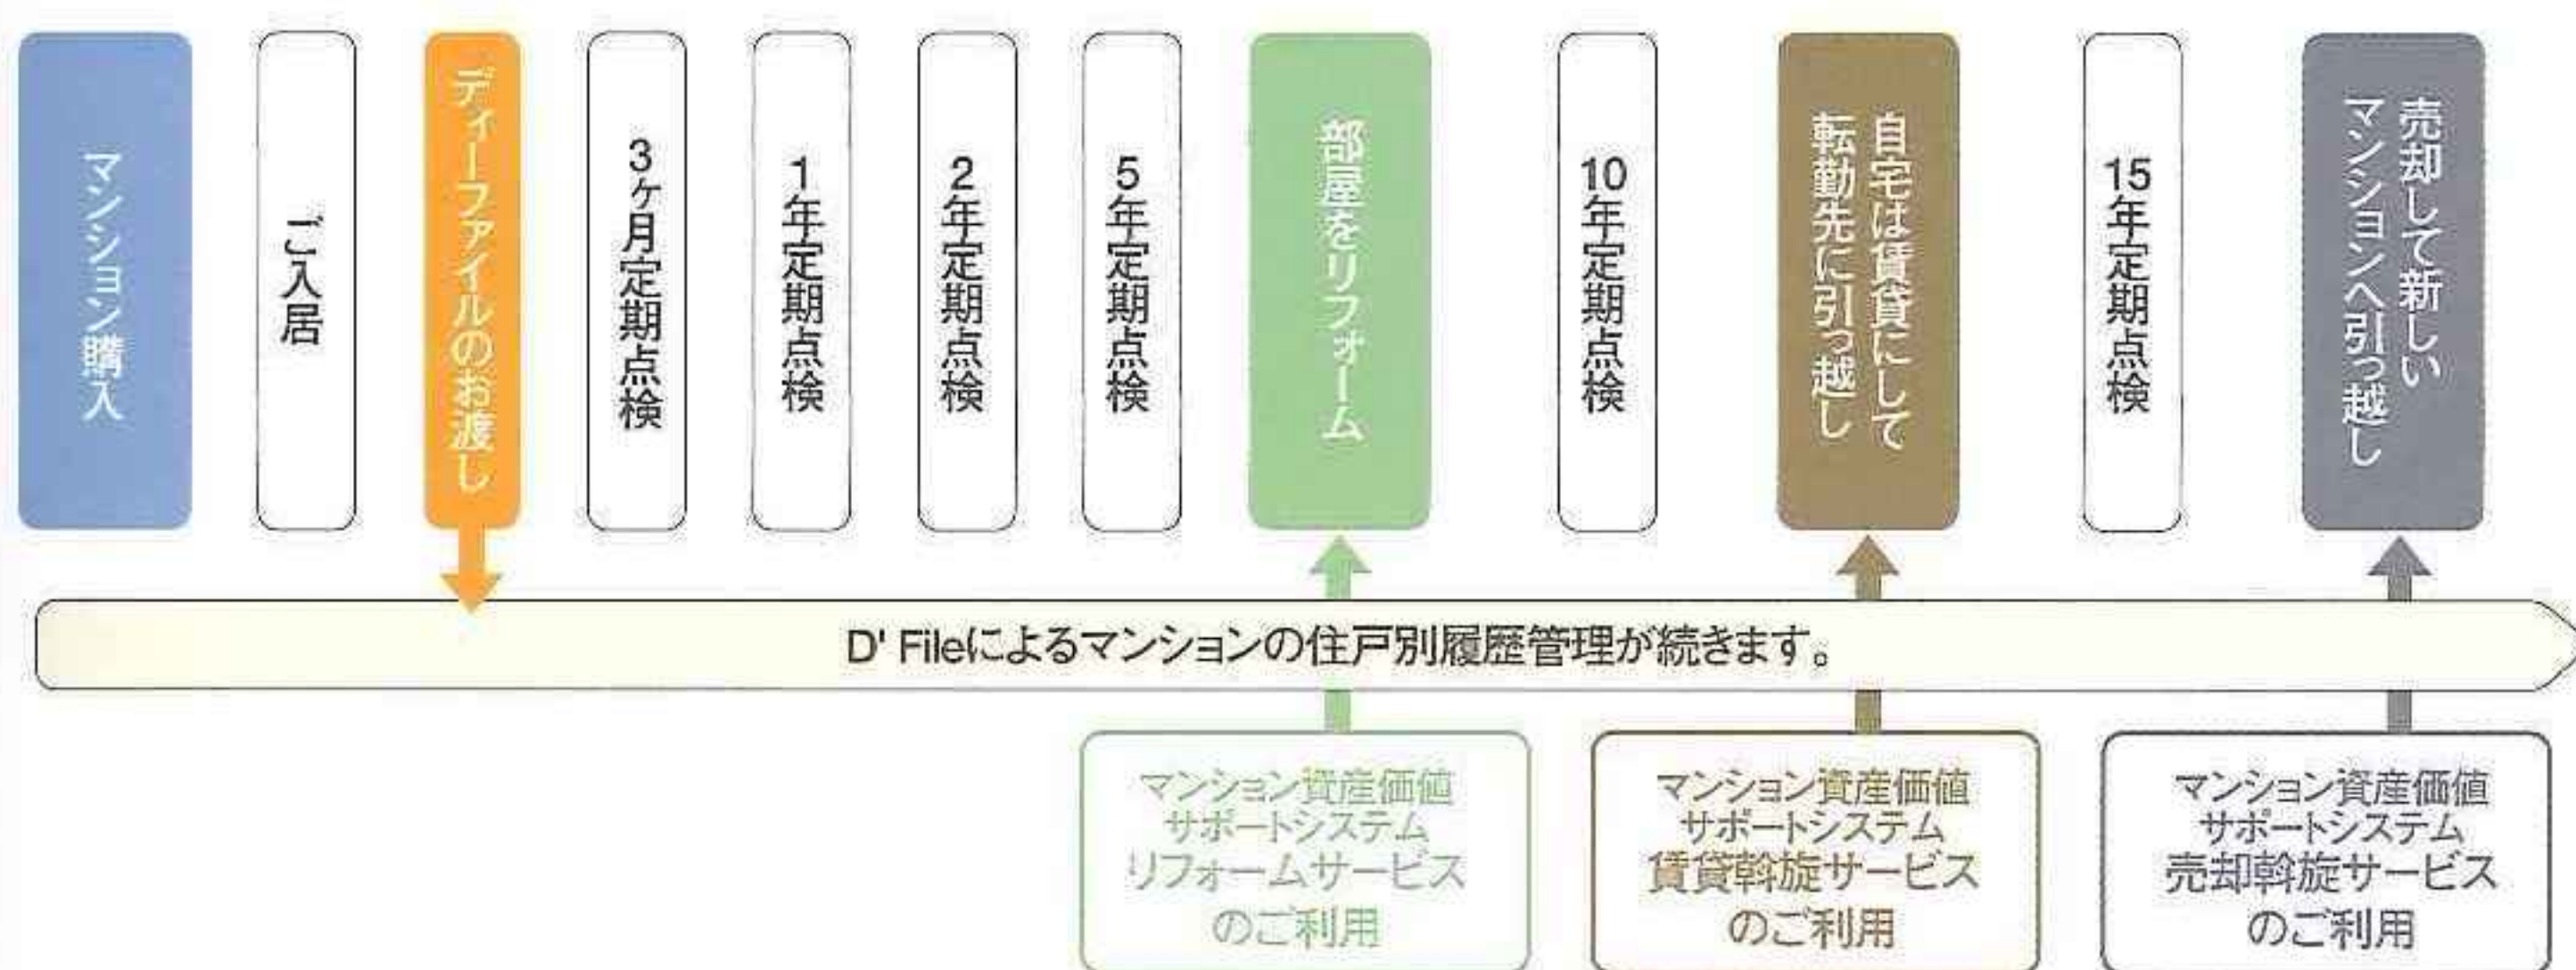 マンション購入
ご入居
ディーファイルのお渡し
3ヶ月定期点検
1年定期点検
2年定期点検
5年定期点検
部屋をリフォーム
10年定期点検
自宅は賃貸にして
転勤先に引っ越し
15年定期点検
売却して新しい
マンションへ引っ越し
D' Fileによるマンションの住戸別履歴管理が続きます。
マンション資産価値
サポートシステム
リフォームサービス
のご利用
マンション資産価値
サポートシステム
賃貸斡旋サービス
のご利用
マンション資産価値
サポートシステム
売却斡旋サービス
のご利用